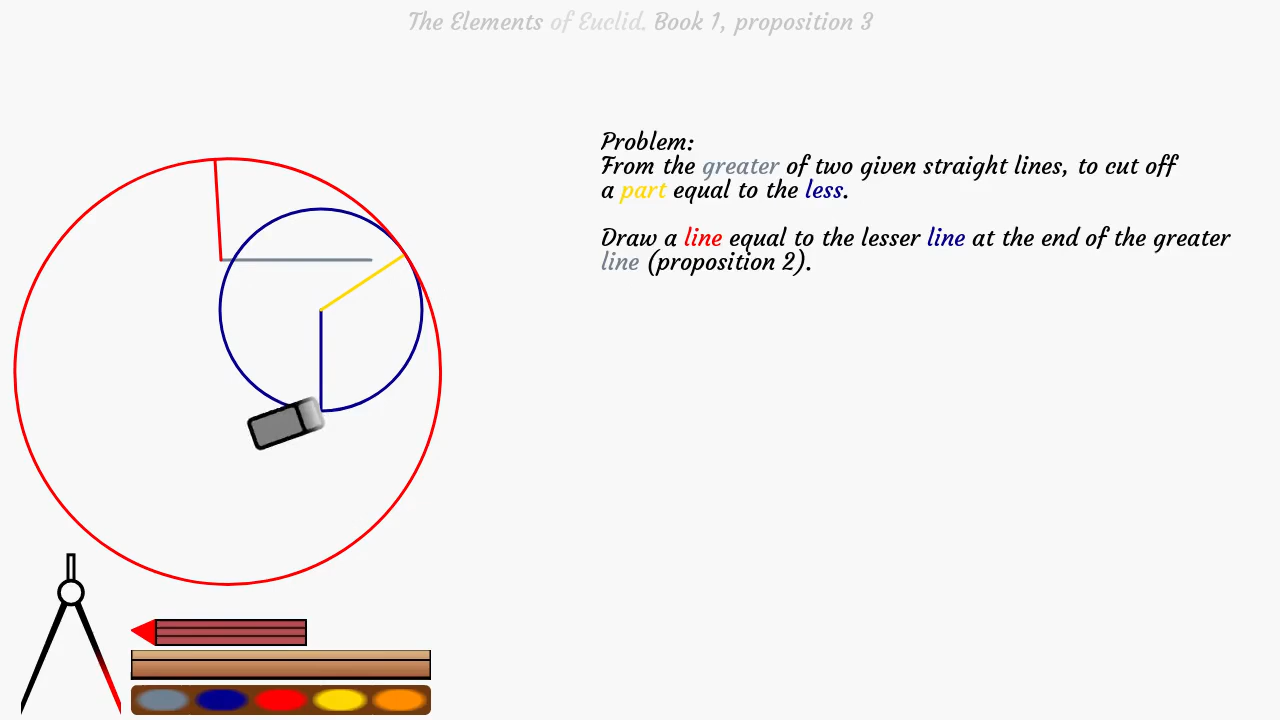 The Elements of Euclid. Book 1, proposition 3
Problem:
From the greater of two given straight lines, to cut off
a part equal to the less.
Draw a line equal to the lesser line at the end of the greater
line (proposition 2).